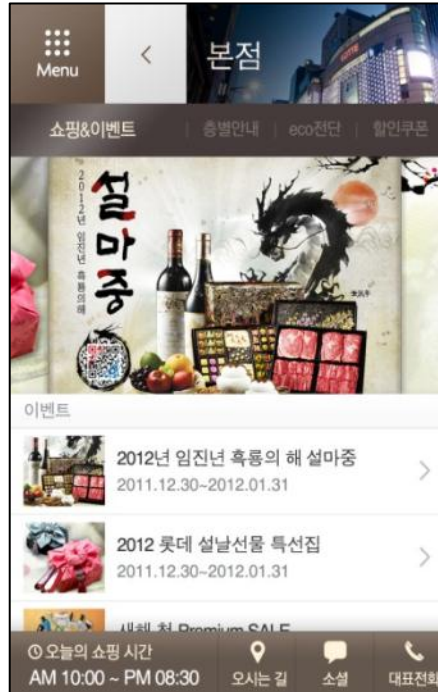 Menu
본점
LOTTE
쇼핑&이벤트
층별안내
eco전단
할인쿠폰
설마중
2012년 임진년 흑룡의해
이벤트
2012년 임진년 흑룡의 해 설마중
2011.12.30~2012.01.31
2012 롯데 설날선물 특선집
2011.12.30~2012.01.31
새해 첫 Premium SALE
오늘의 쇼핑 시간
AM 10:00 ~ PM 08:30
오시는 길
소셜
대표전화